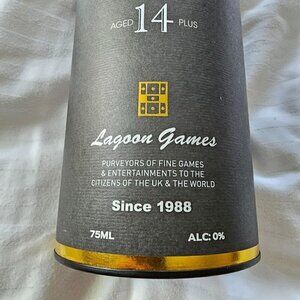 AGED 14 PLUS
Lagoon Games
PURVEYORS OF FINE GAMES
& ENTERTAINMENTS TO THE
CITIZENS OF THE UK & THE WORLD
Since 1988
75ML ALC: 0%